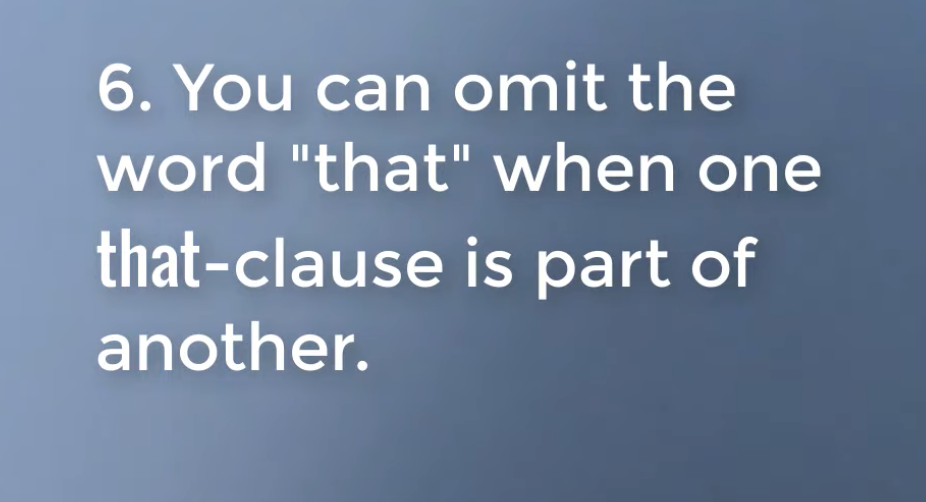 6. You can omit the
word "that" when one
that-clause is part of
another.